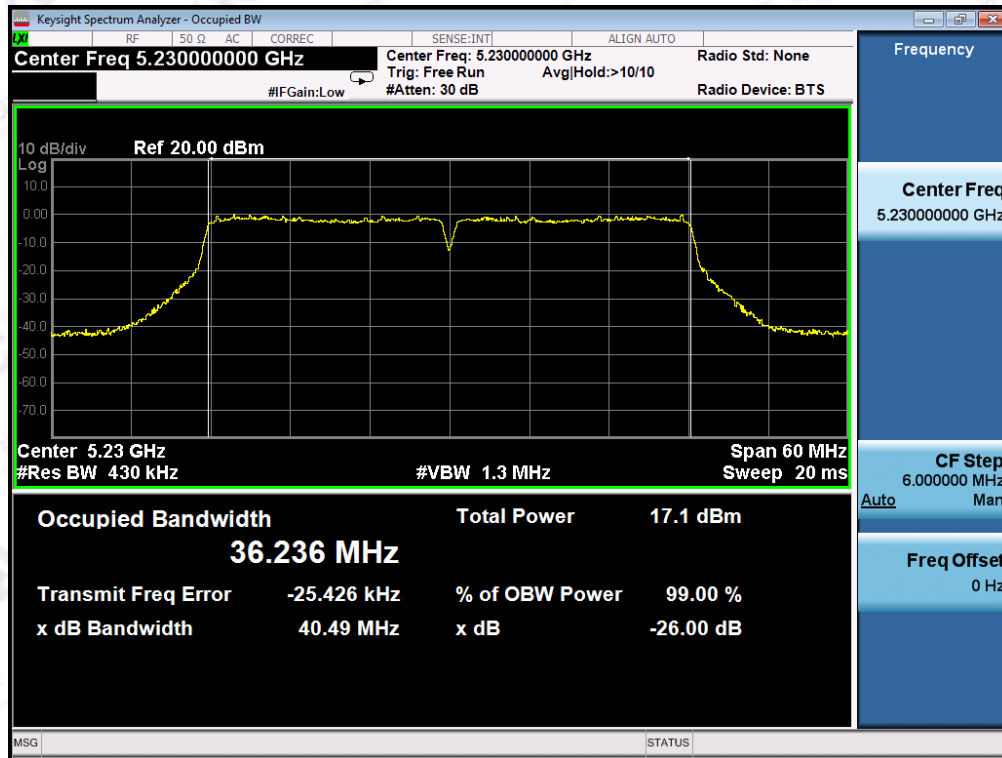 Keysight Spectrum Analyzer - Occupied BW
LXI RF 50 Ω AC CORREC SENSE:INT ALIGN AUTO
Center Freq 5.230000000 GHz
#IFGain:Low
Center Freq: 5.230000000 GHz
Trig: Free Run Avg|Hold:>10/10
#Atten: 30 dB
Radio Std: None
Radio Device: BTS
10 dB/div Ref 20.00 dBm
Log
10.0
0.00
-10.0
-20.0
-30.0
-40.0
-50.0
-60.0
-70.0
Center 5.23 GHz Span 60 MHz
#Res BW 430 kHz #VBW 1.3 MHz Sweep 20 ms
Occupied Bandwidth Total Power 17.1 dBm
36.236 MHz
Transmit Freq Error -25.426 kHz % of OBW Power 99.00 %
x dB Bandwidth 40.49 MHz x dB -26.00 dB
MSG STATUS
Frequency
Center Freq
5.230000000 GHz
CF Step
6.000000 MHz
Auto Man
Freq Offset
0 Hz